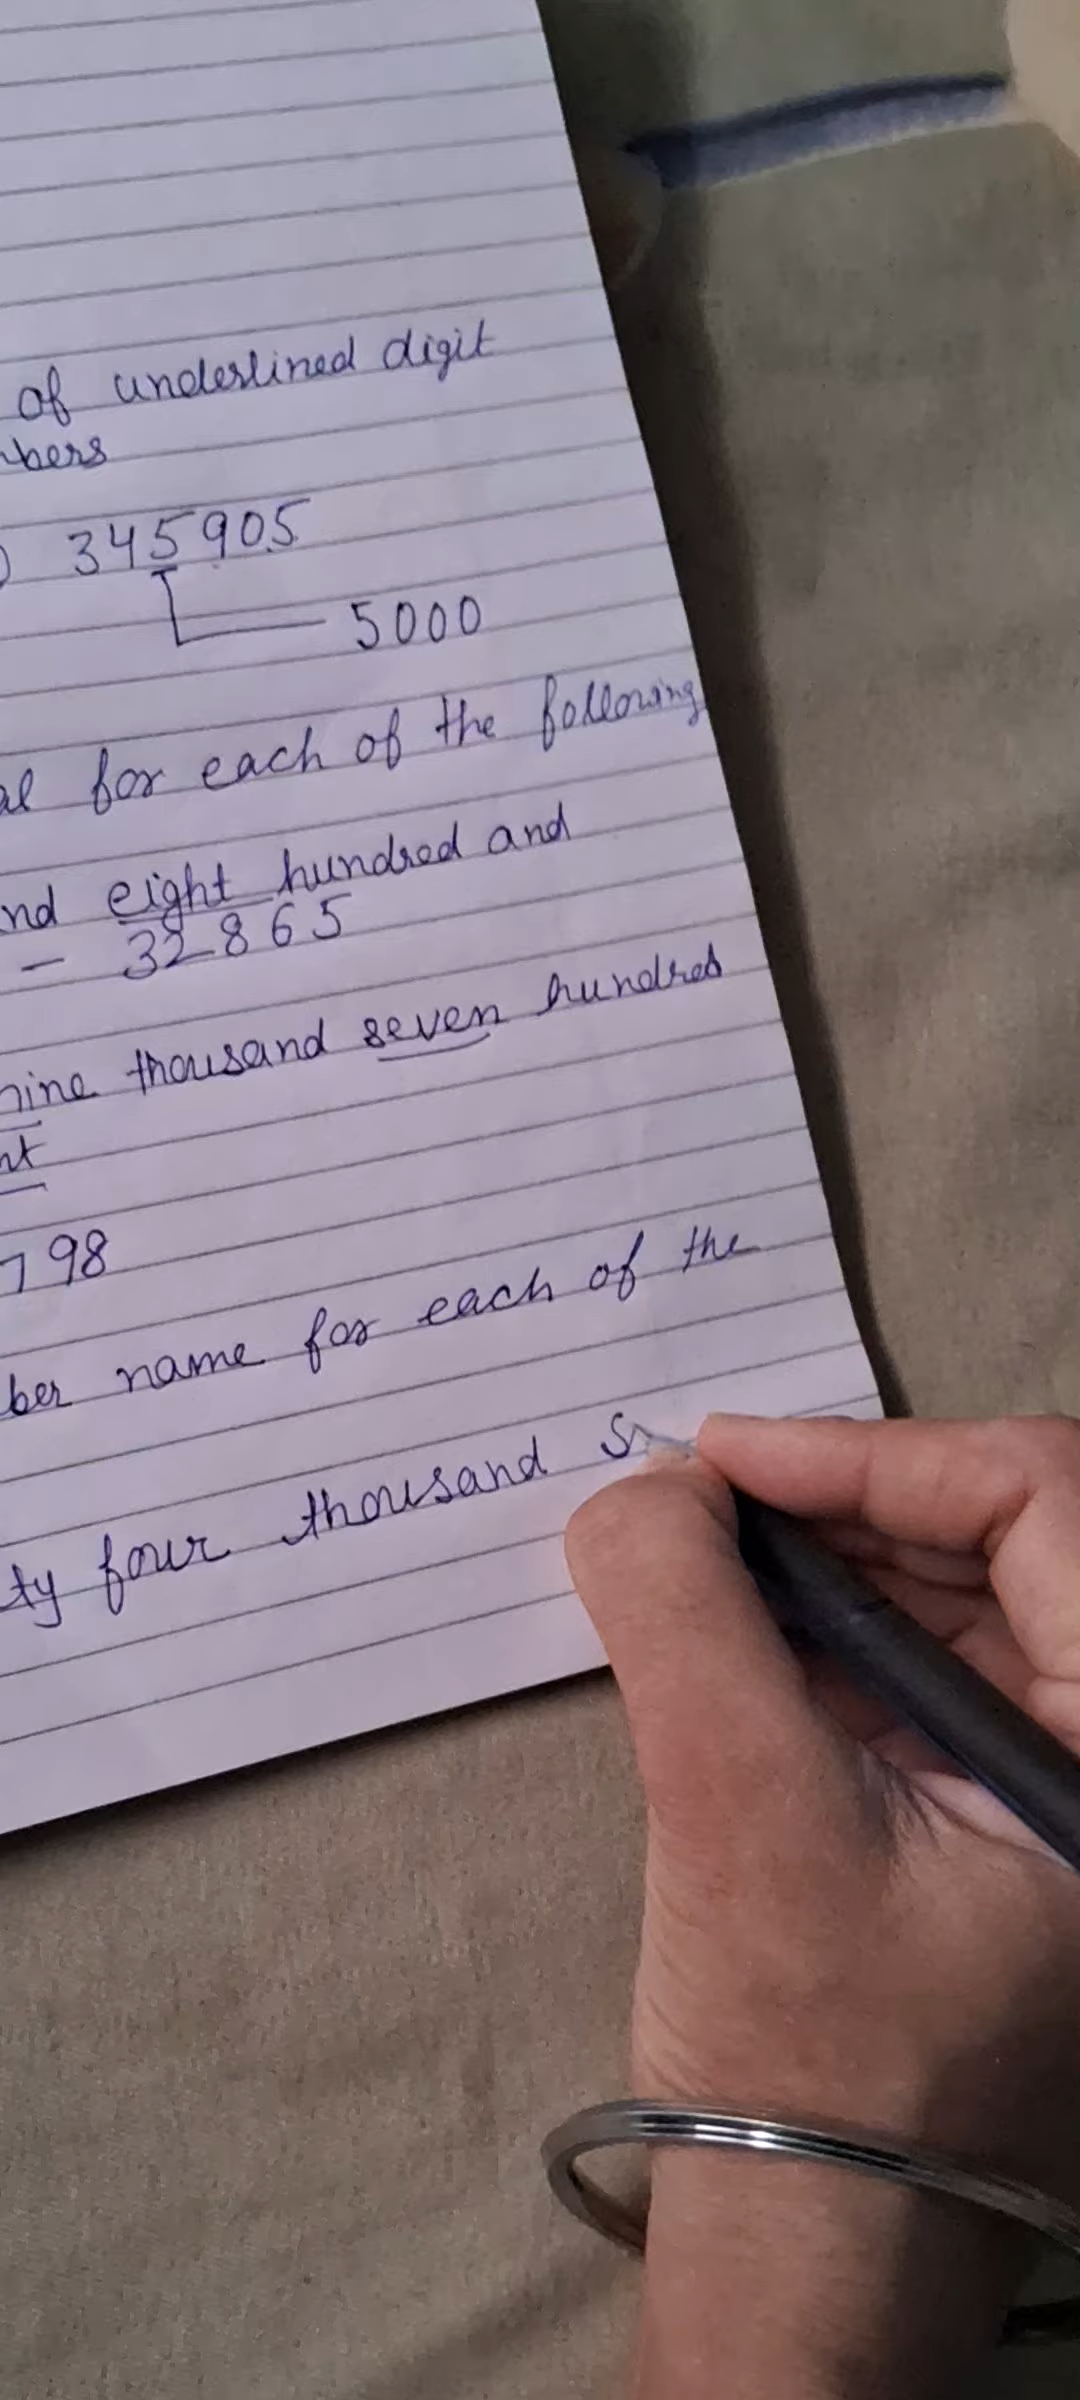 of underlined digit
bers
) 345905
5000
al for each of the following
nd eight hundred and
- 32865
nine thousand seven hundred
ht
798
ber name for each of the
ty four thousand